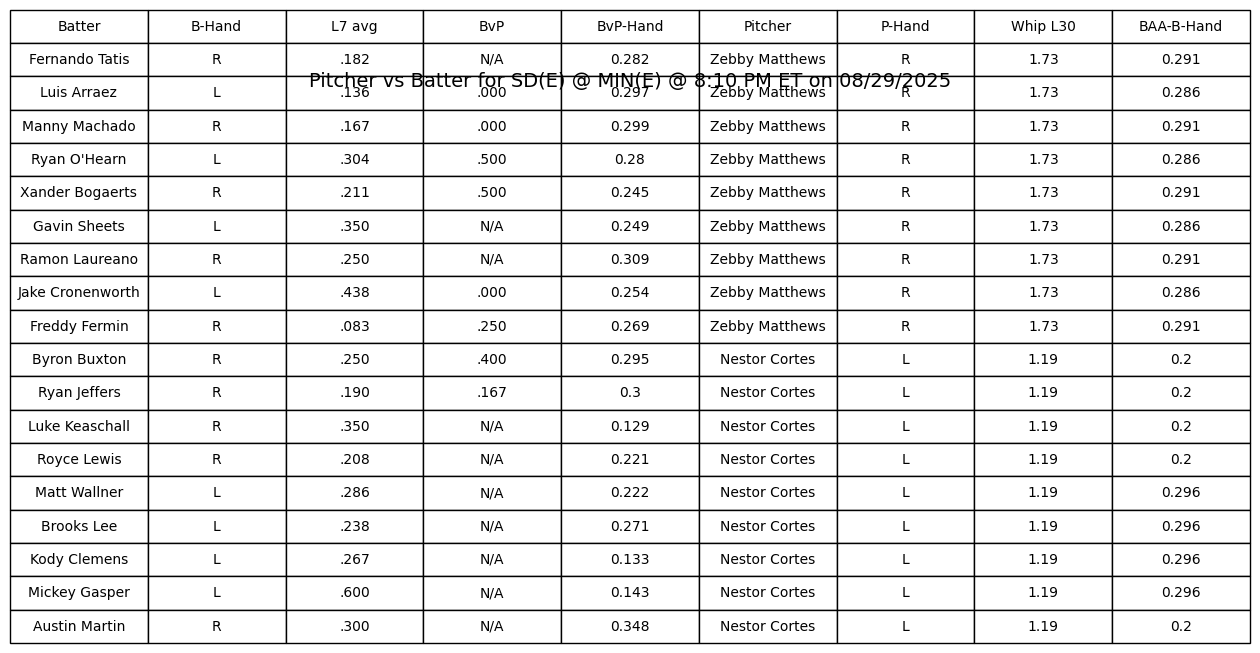 Batter B-Hand L7 avg BvP BvP-Hand Pitcher P-Hand Whip L30 BAA-B-Hand
Fernando Tatis R .182 N/A 0.282 Zebby Matthews R 1.73 0.291
Pitcher vs Batter for SD(E) @ MIN(E) @ 8:10 PM ET on 08/29/2025
Luis Arraez L .136 .000 0.297 Zebby Matthews R 1.73 0.286
Manny Machado R .167 .000 0.299 Zebby Matthews R 1.73 0.291
Ryan O'Hearn L .304 .500 0.28 Zebby Matthews R 1.73 0.286
Xander Bogaerts R .211 .500 0.245 Zebby Matthews R 1.73 0.291
Gavin Sheets L .350 N/A 0.249 Zebby Matthews R 1.73 0.286
Ramon Laureano R .250 N/A 0.309 Zebby Matthews R 1.73 0.291
Jake Cronenworth L .438 .000 0.254 Zebby Matthews R 1.73 0.286
Freddy Fermin R .083 .250 0.269 Zebby Matthews R 1.73 0.291
Byron Buxton R .250 .400 0.295 Nestor Cortes L 1.19 0.2
Ryan Jeffers R .190 .167 0.3 Nestor Cortes L 1.19 0.2
Luke Keaschall R .350 N/A 0.129 Nestor Cortes L 1.19 0.2
Royce Lewis R .208 N/A 0.221 Nestor Cortes L 1.19 0.2
Matt Wallner L .286 N/A 0.222 Nestor Cortes L 1.19 0.296
Brooks Lee L .238 N/A 0.271 Nestor Cortes L 1.19 0.296
Kody Clemens L .267 N/A 0.133 Nestor Cortes L 1.19 0.296
Mickey Gasper L .600 N/A 0.143 Nestor Cortes L 1.19 0.296
Austin Martin R .300 N/A 0.348 Nestor Cortes L 1.19 0.2